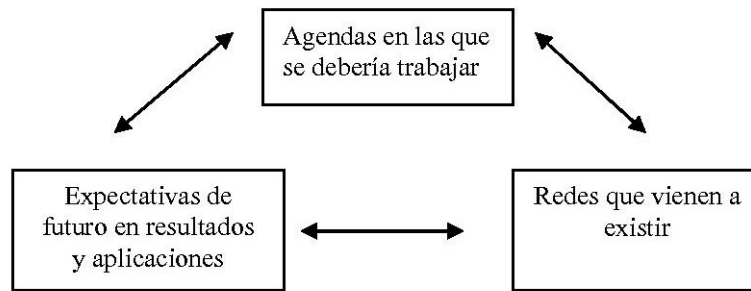 Agendas en las que
se debería trabajar
Expectativas de
futuro en resultados
y aplicaciones
Redes que vienen a
existir